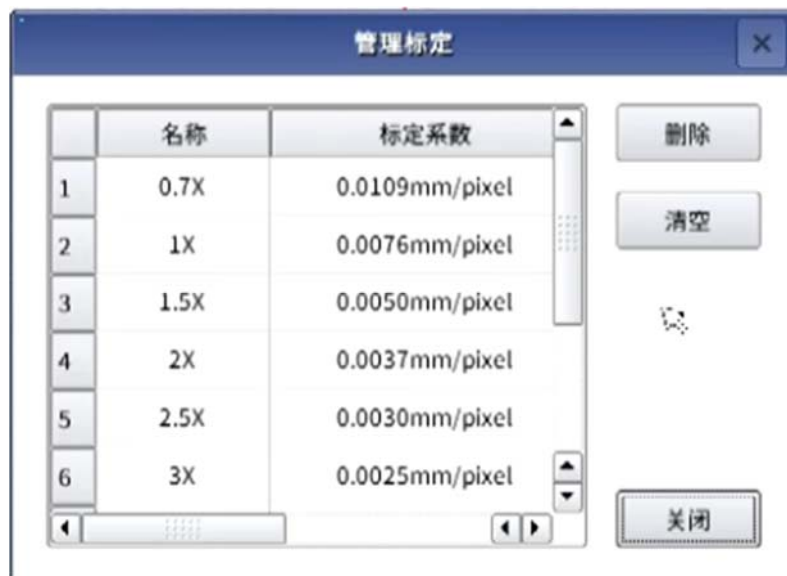 管理标定
名称 标定系数
删除
1 0.7X 0.0109mm/pixel
清空
2 1X 0.0076mm/pixel
3 1.5X 0.0050mm/pixel
4 2X 0.0037mm/pixel
5 2.5X 0.0030mm/pixel
6 3X 0.0025mm/pixel
关闭